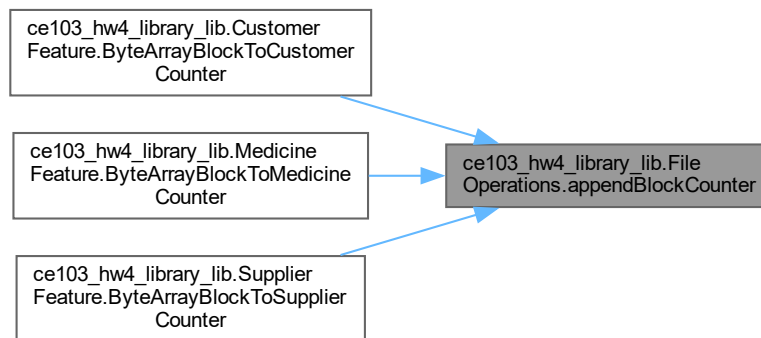 ce103_hw4_library_lib.Customer
Feature.ByteArrayBlockToCustomer
Counter
ce103_hw4_library_lib.Medicine
Feature.ByteArrayBlockToMedicine
Counter
ce103_hw4_library_lib.File
Operations.appendBlockCounter
ce103_hw4_library_lib.Supplier
Feature.ByteArrayBlockToSupplier
Counter